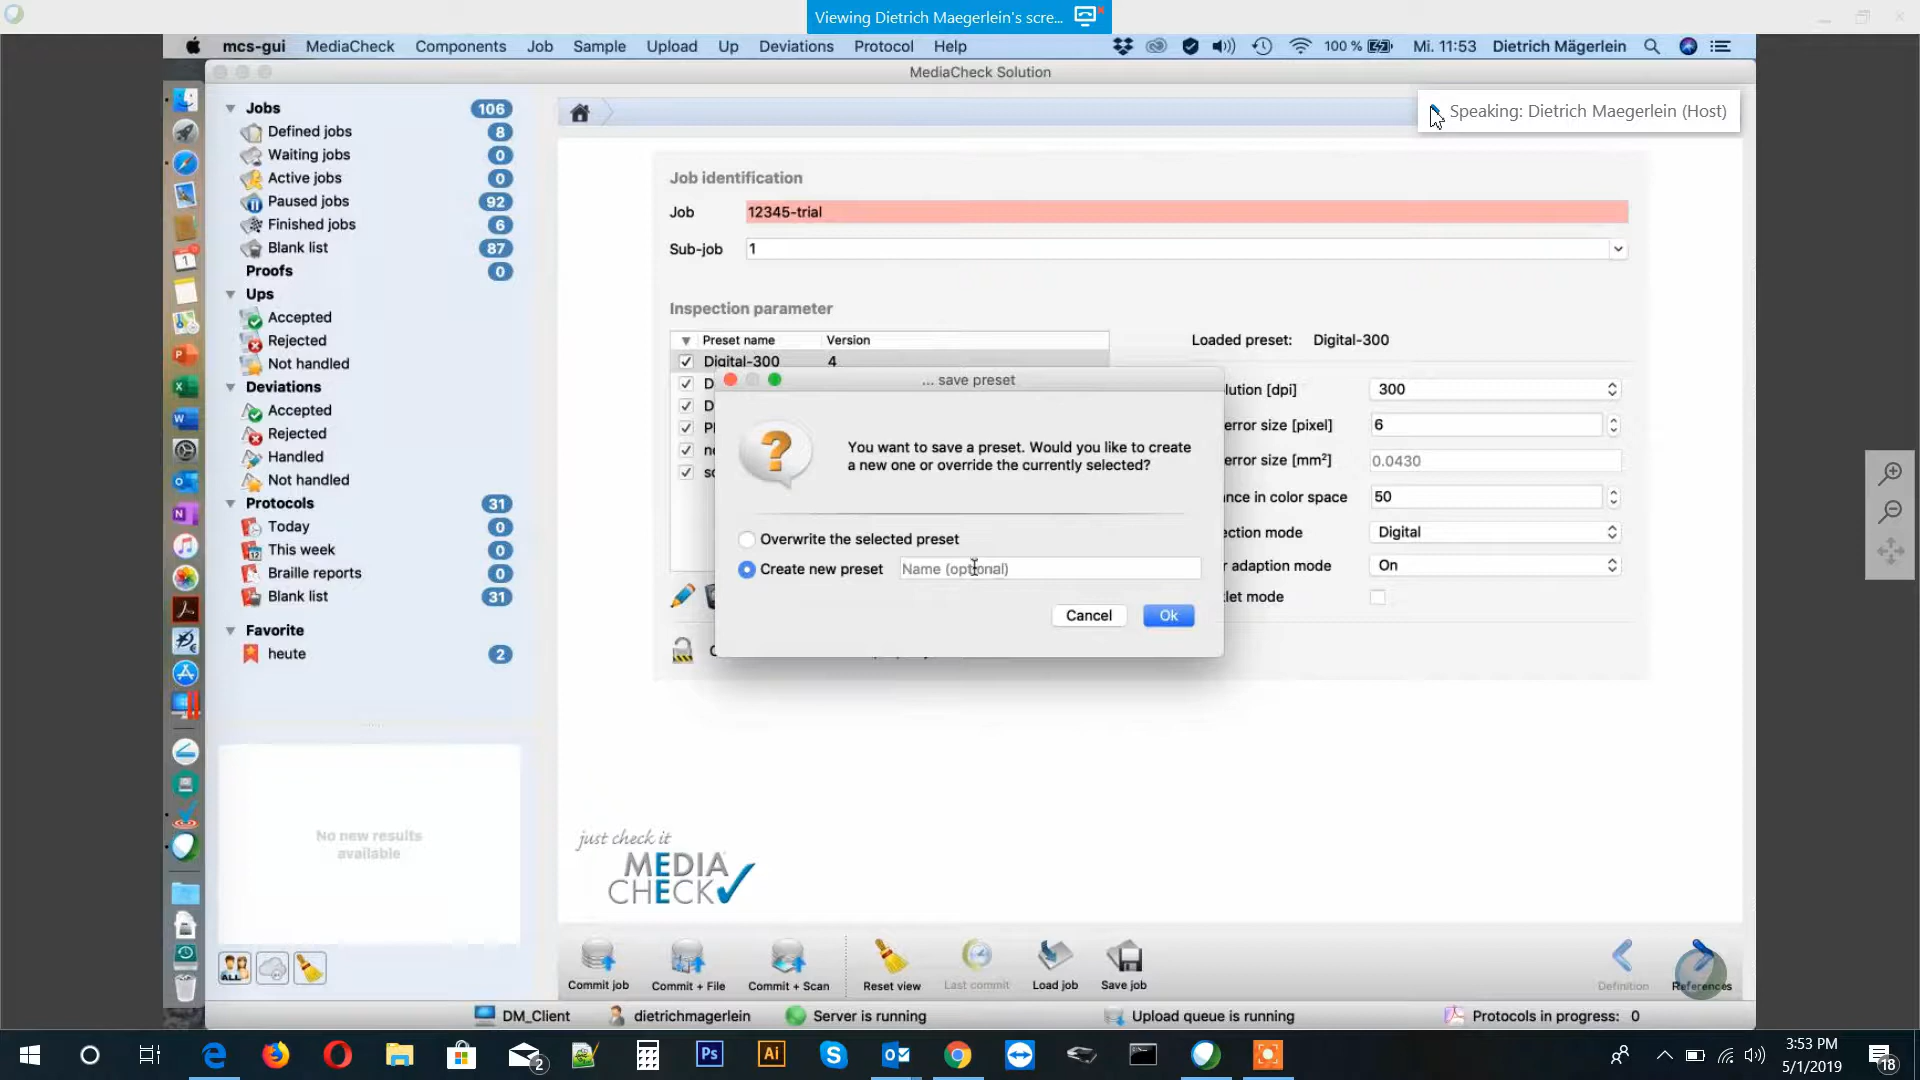 Viewing Dietrich Maegerlein's scre...
mcs-gui MediaCheck Components Job Sample Upload Up Deviations Protocol Help 100 % Mi. 11:53 Dietrich Mägerlein
MediaCheck Solution
Speaking: Dietrich Maegerlein (Host)
Jobs 106
Defined jobs 8
Waiting jobs 0
Active jobs 0
Paused jobs 92
Finished jobs 6
Blank list 87
Proofs 0
Ups
Accepted
Rejected
Not handled
Deviations
Accepted
Rejected
Handled
Not handled
Protocols 31
Today 0
This week 0
Braille reports 0
Blank list 31
Favorite
heute 2
No new results
available
ALL
Job identification
Job 12345-trial
Sub-job 1
Inspection parameter
Preset name Version
Digital-300 4
Loaded preset: Digital-300
lution [dpi] 300
error size [pixel] 6
error size [mm²] 0.0430
nce in color space 50
ection mode Digital
r adaption mode On
let mode
... save preset
You want to save a preset. Would you like to create
a new one or override the currently selected?
Overwrite the selected preset
Create new preset Name (optional)
Cancel Ok
just check it
MEDIA
CHECK
Commit job Commit + File Commit + Scan Reset view Last commit Load job Save job Definition References
DM_Client dietrichmagerlein Server is running Upload queue is running Protocols in progress: 0
2 Ps Ai 3:53 PM
5/1/2019 18